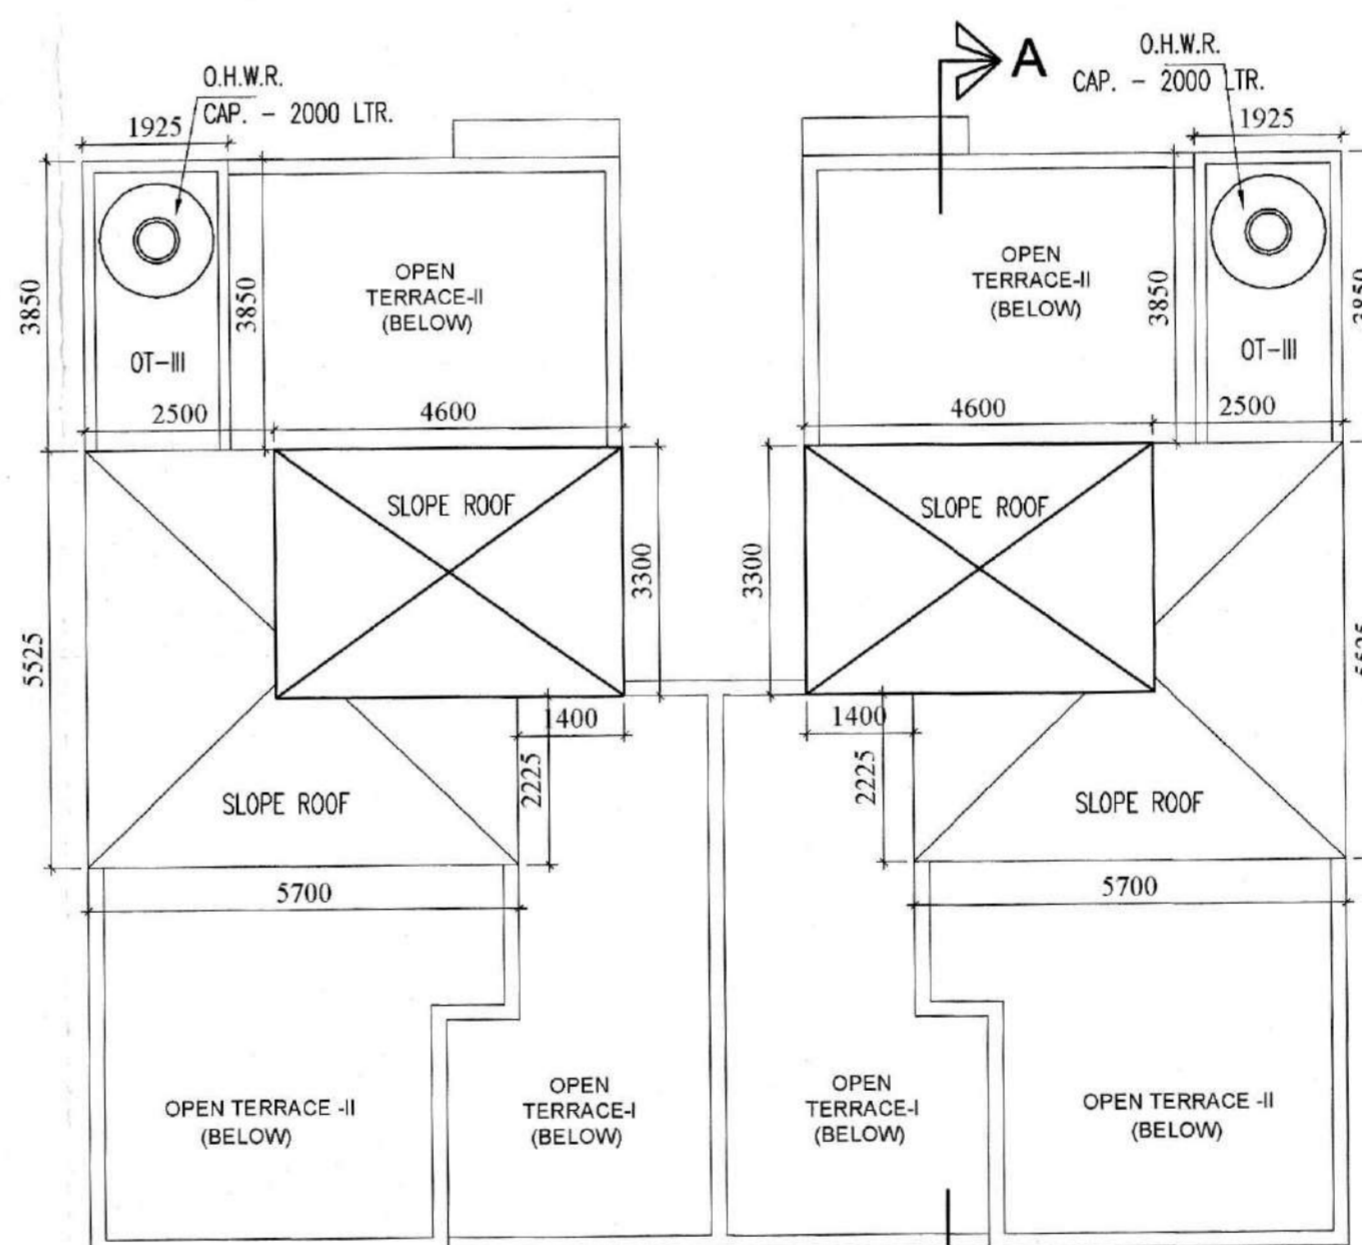 O.H.W.R.
CAP. - 2000 LTR.
1925
A
O.H.W.R.
CAP. - 2000 LTR.
1925
3850
3850
OPEN
TERRACE-II
(BELOW)
OT-III
OPEN
TERRACE-II
(BELOW)
3850
3850
OT-III
2500
4600
4600
2500
SLOPE ROOF
3300
3300
SLOPE ROOF
5525
5525
1400
1400
2225
2225
SLOPE ROOF
SLOPE ROOF
5700
5700
OPEN TERRACE -II
(BELOW)
OPEN
TERRACE-I
(BELOW)
OPEN
TERRACE-I
(BELOW)
OPEN TERRACE -II
(BELOW)